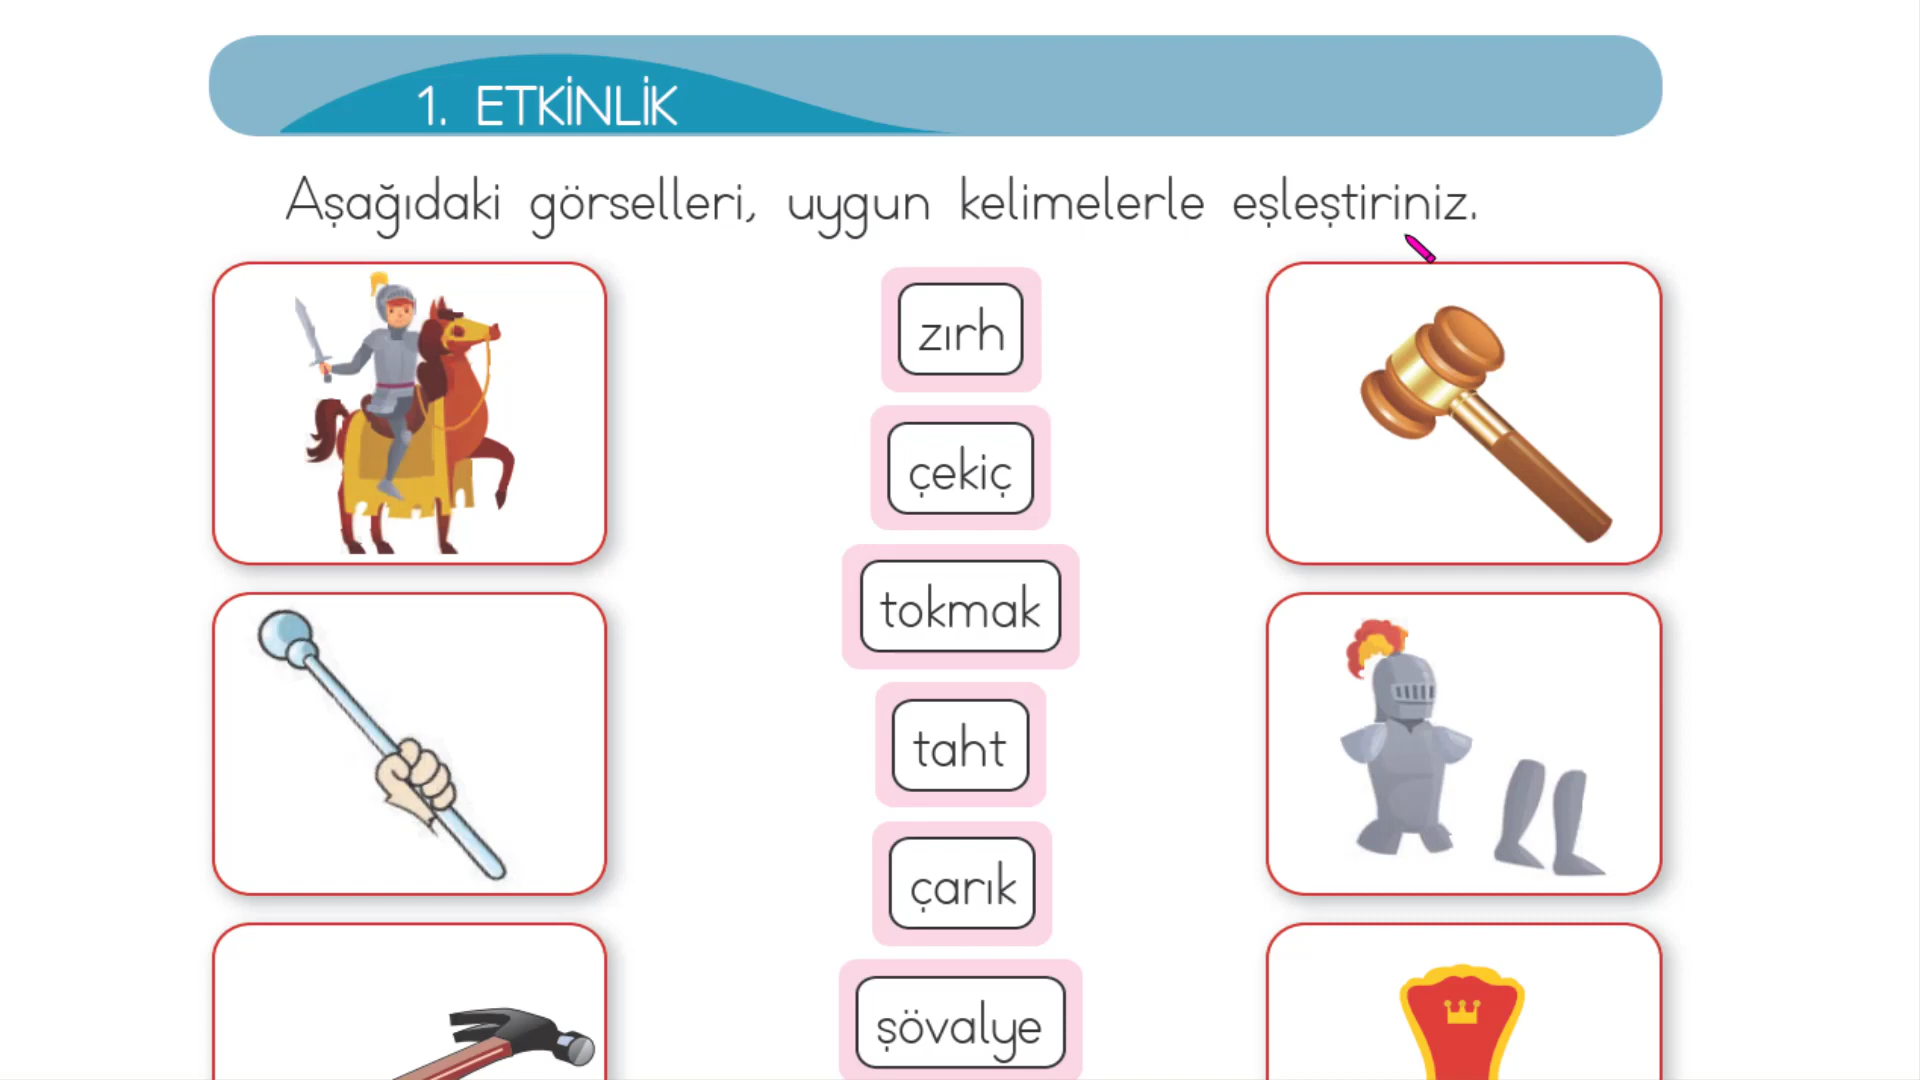 1. ETKİNLİK
Aşağıdaki görselleri, uygun kelimelerle eşleştiriniz.
zırh
çekiç
tokmak
taht
çarık
şövalye